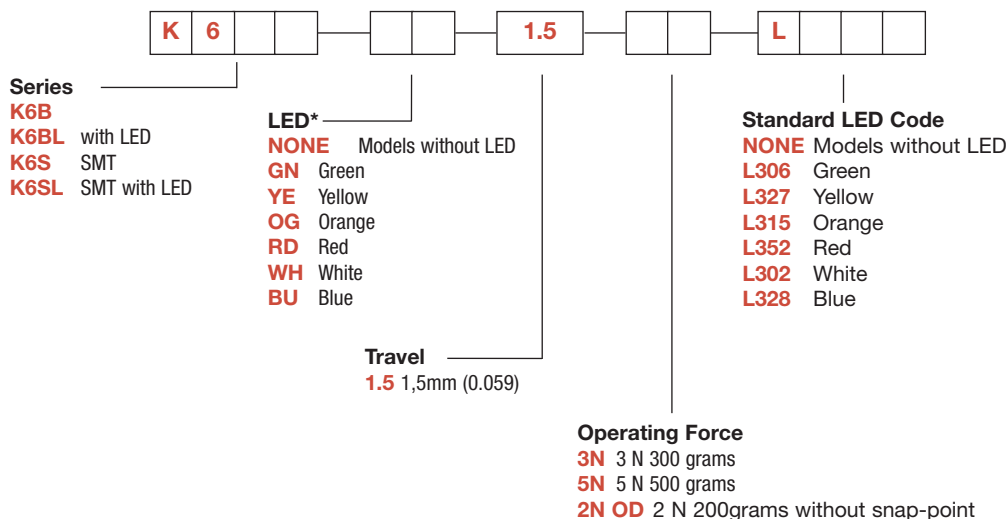 K 6 1.5 L
Series
K6B
K6BL with LED
K6S SMT
K6SL SMT with LED
LED*
NONE Models without LED
GN Green
YE Yellow
OG Orange
RD Red
WH White
BU Blue
Travel
1.5 1,5mm (0.059)
Operating Force
3N 3 N 300 grams
5N 5 N 500 grams
2N OD 2 N 200grams without snap-point
Standard LED Code
NONE Models without LED
L306 Green
L327 Yellow
L315 Orange
L352 Red
L302 White
L328 Blue